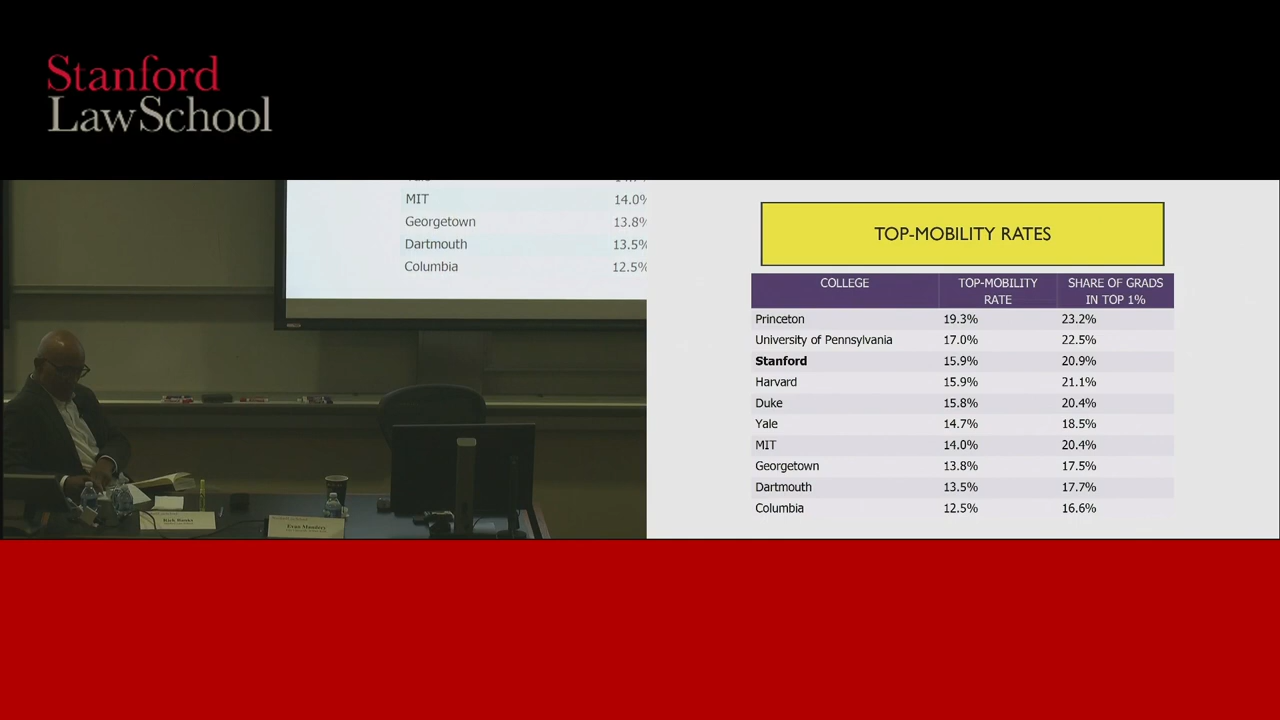 Stanford
LawSchool
MIT 14.0%
Georgetown 13.8%
Dartmouth 13.5%
Columbia 12.5%
TOP-MOBILITY RATES
COLLEGE TOP-MOBILITY RATE SHARE OF GRADS IN TOP 1%
Princeton 19.3% 23.2%
University of Pennsylvania 17.0% 22.5%
Stanford 15.9% 20.9%
Harvard 15.9% 21.1%
Duke 15.8% 20.4%
Yale 14.7% 18.5%
MIT 14.0% 20.4%
Georgetown 13.8% 17.5%
Dartmouth 13.5% 17.7%
Columbia 12.5% 16.6%